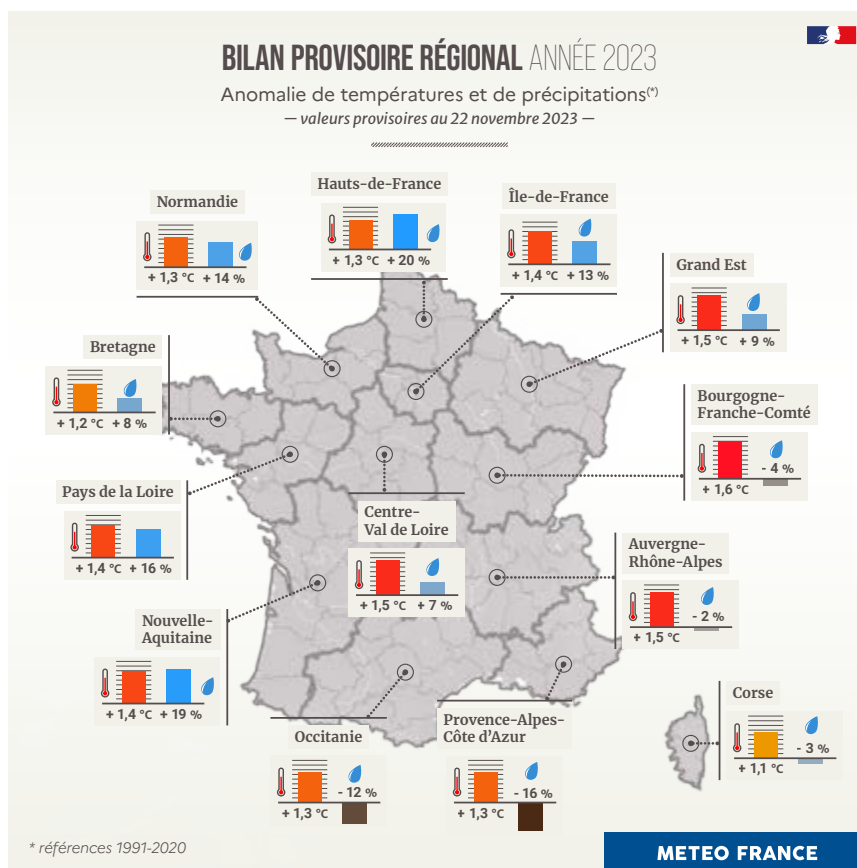 BILAN PROVISOIRE RÉGIONAL ANNÉE 2023
Anomalie de températures et de précipitations(*)
— valeurs provisoires au 22 novembre 2023 —
Normandie
+ 1,3 °C + 14 %
Hauts-de-France
+ 1,3 °C + 20 %
Île-de-France
+ 1,4 °C + 13 %
Grand Est
+ 1,5 °C + 9 %
Bretagne
+ 1,2 °C + 8 %
Bourgogne-
Franche-Comté
- 4 %
+ 1,6 °C
Pays de la Loire
+ 1,4 °C + 16 %
Centre-
Val de Loire
+ 1,5 °C + 7 %
Auvergne-
Rhône-Alpes
- 2 %
+ 1,5 °C
Nouvelle-
Aquitaine
+ 1,4 °C + 19 %
Occitanie
- 12 %
+ 1,3 °C
Provence-Alpes-
Côte d'Azur
- 16 %
+ 1,3 °C
Corse
- 3 %
+ 1,1 °C
* références 1991-2020
METEO FRANCE